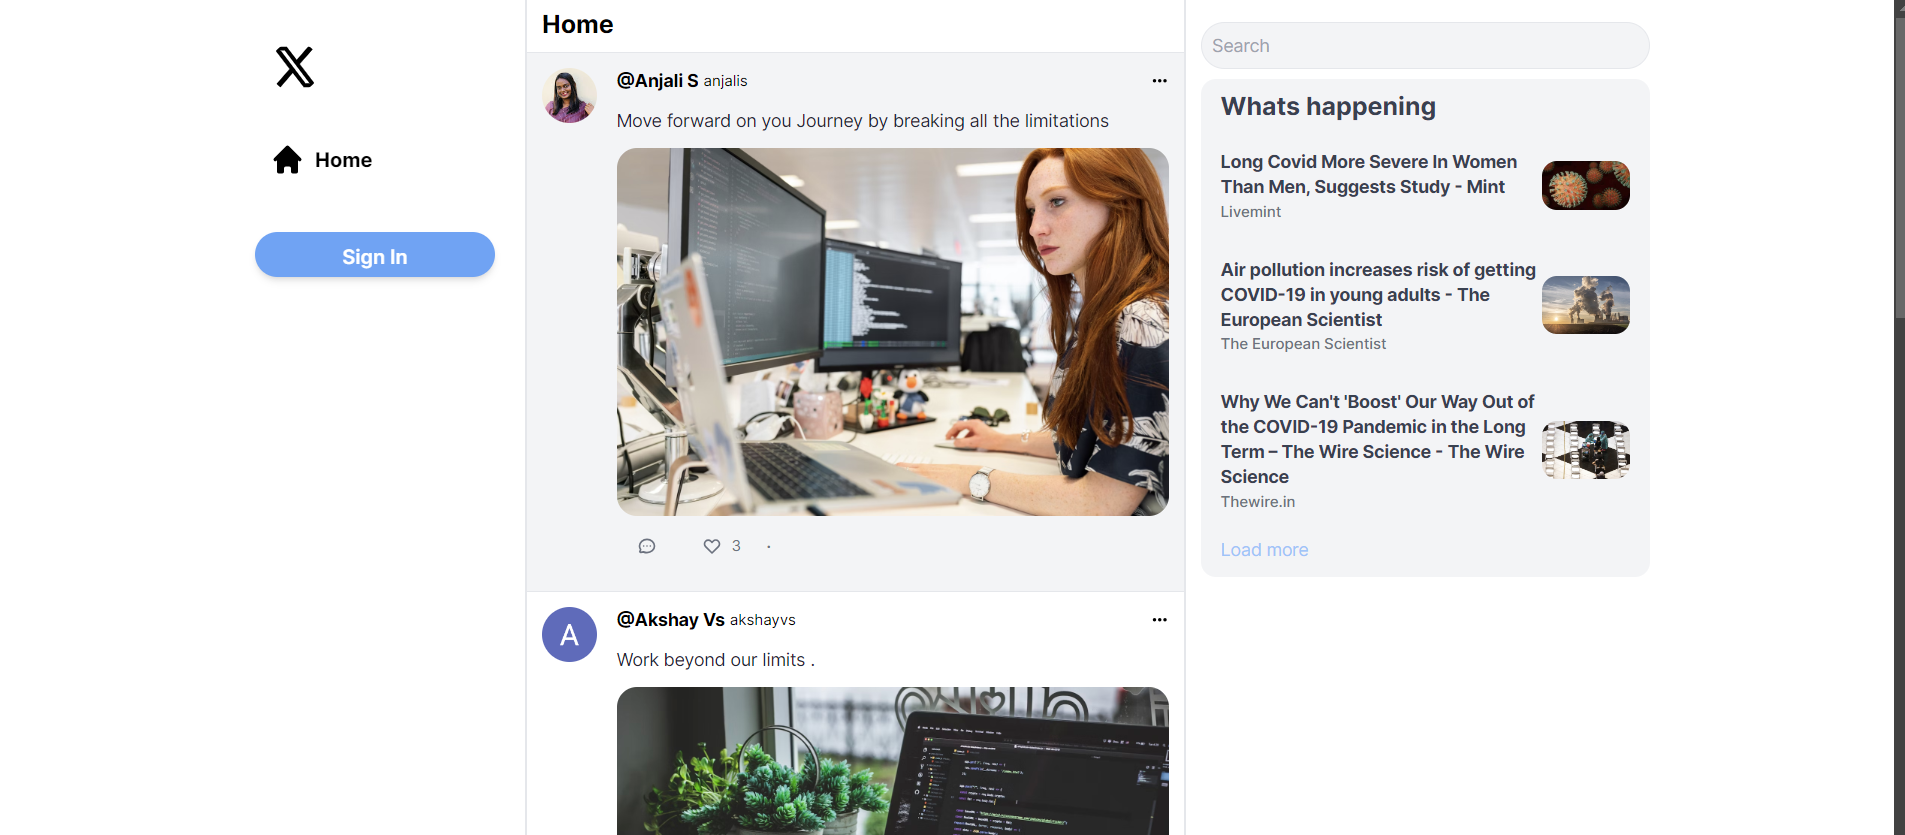 Home
Sign In
Home
@Anjali S anjalis
Move forward on you Journey by breaking all the limitations
3
@Akshay Vs akshayvs
A
Work beyond our limits .
Search
Whats happening
Long Covid More Severe In Women
Than Men, Suggests Study - Mint
Livemint
Air pollution increases risk of getting
COVID-19 in young adults - The
European Scientist
The European Scientist
Why We Can't 'Boost' Our Way Out of
the COVID-19 Pandemic in the Long
Term – The Wire Science - The Wire
Science
Thewire.in
Load more